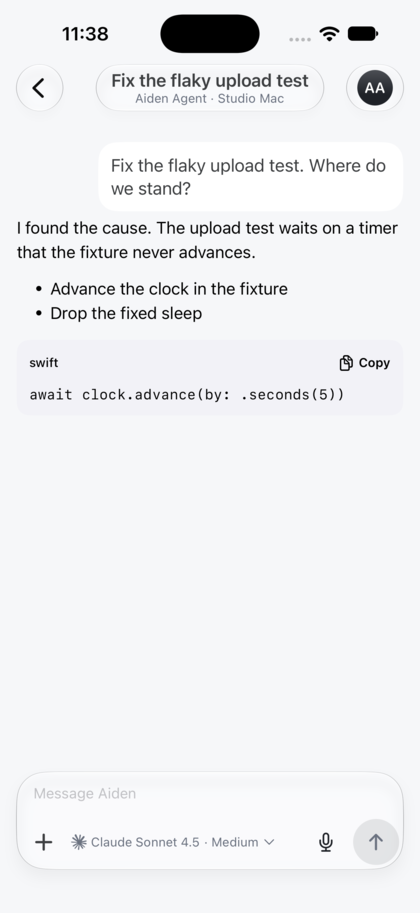 11:38
Fix the flaky upload test
Aiden Agent · Studio Mac
AA
Fix the flaky upload test. Where do
we stand?
I found the cause. The upload test waits on a timer
that the fixture never advances.
• Advance the clock in the fixture
• Drop the fixed sleep
swift
Copy
await clock.advance(by: .seconds(5))
Message Aiden
Claude Sonnet 4.5 · Medium